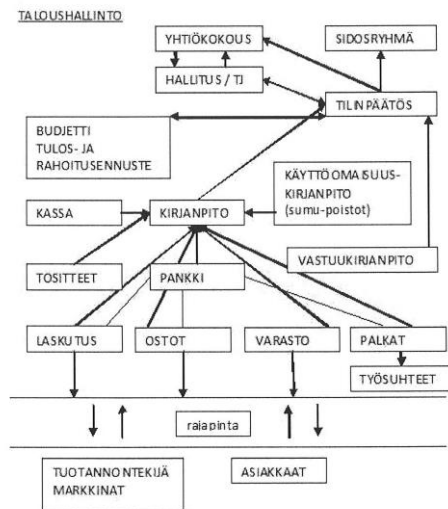 TALOUSHALLINTO
YHTIÖKOKOUS
SIDOSRYHMÄ
HALLITUS / TJ
TILINPÄÄTÖS
BUDJETTI
TULOS- JA
RAHOITUSENNUSTE
KÄYTTÖOMAISUUS-
KIRJANPITO
(sumu-poistot)
KASSA
KIRJANPITO
VASTUUKIRJANPITO
TOSITTEET
PANKKI
LASKUTUS
OSTOT
VARASTO
PALKAT
TYÖSUHTEET
rajapinta
TUOTANNONTEKIJÄ
MARKKINAT
ASIAKKAAT